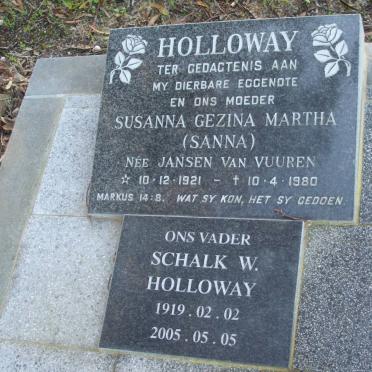 HOLLOWAY
TER GEDAGTENIS AAN
MY DIERBARE EGGENOTE
EN ONS MOEDER
SUSANNA GEZINA MARTHA
(SANNA)
NÉE JANSEN VAN VUUREN
☆ 10-12-1921 - ✝ 10-4-1980
MARKUS 14:8. WAT SY KON, HET SY GEDOEN.
ONS VADER
SCHALK W.
HOLLOWAY
1919.02.02
2005.05.05